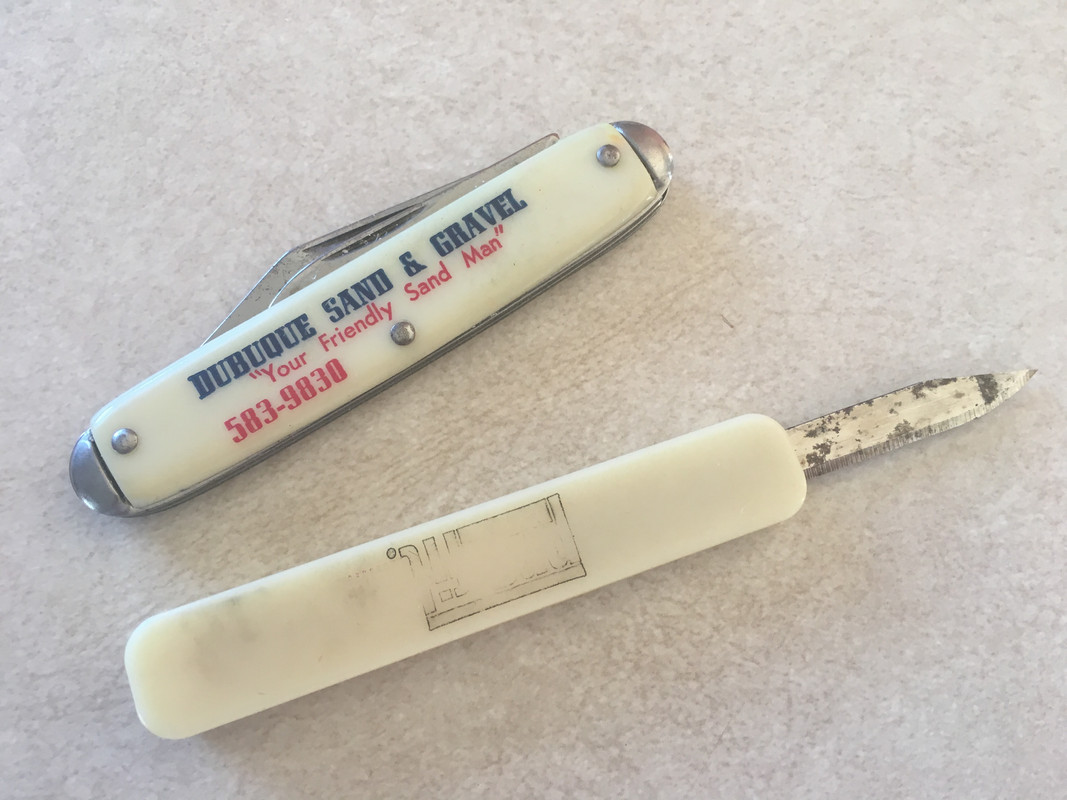 DUBUQUE SAND & GRAVEL
"Your Friendly Sand Man"
583-9830